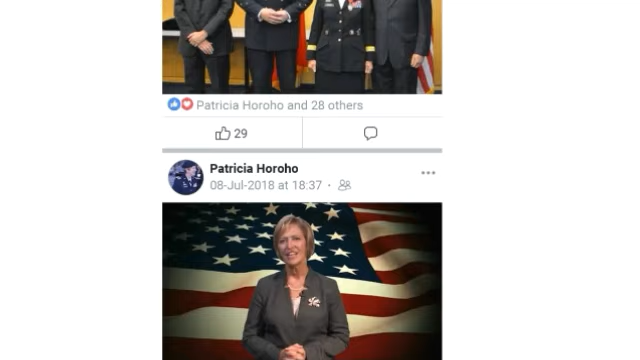 Patricia Horoho and 28 others
29
Patricia Horoho
08-Jul-2018 at 18:37 ·